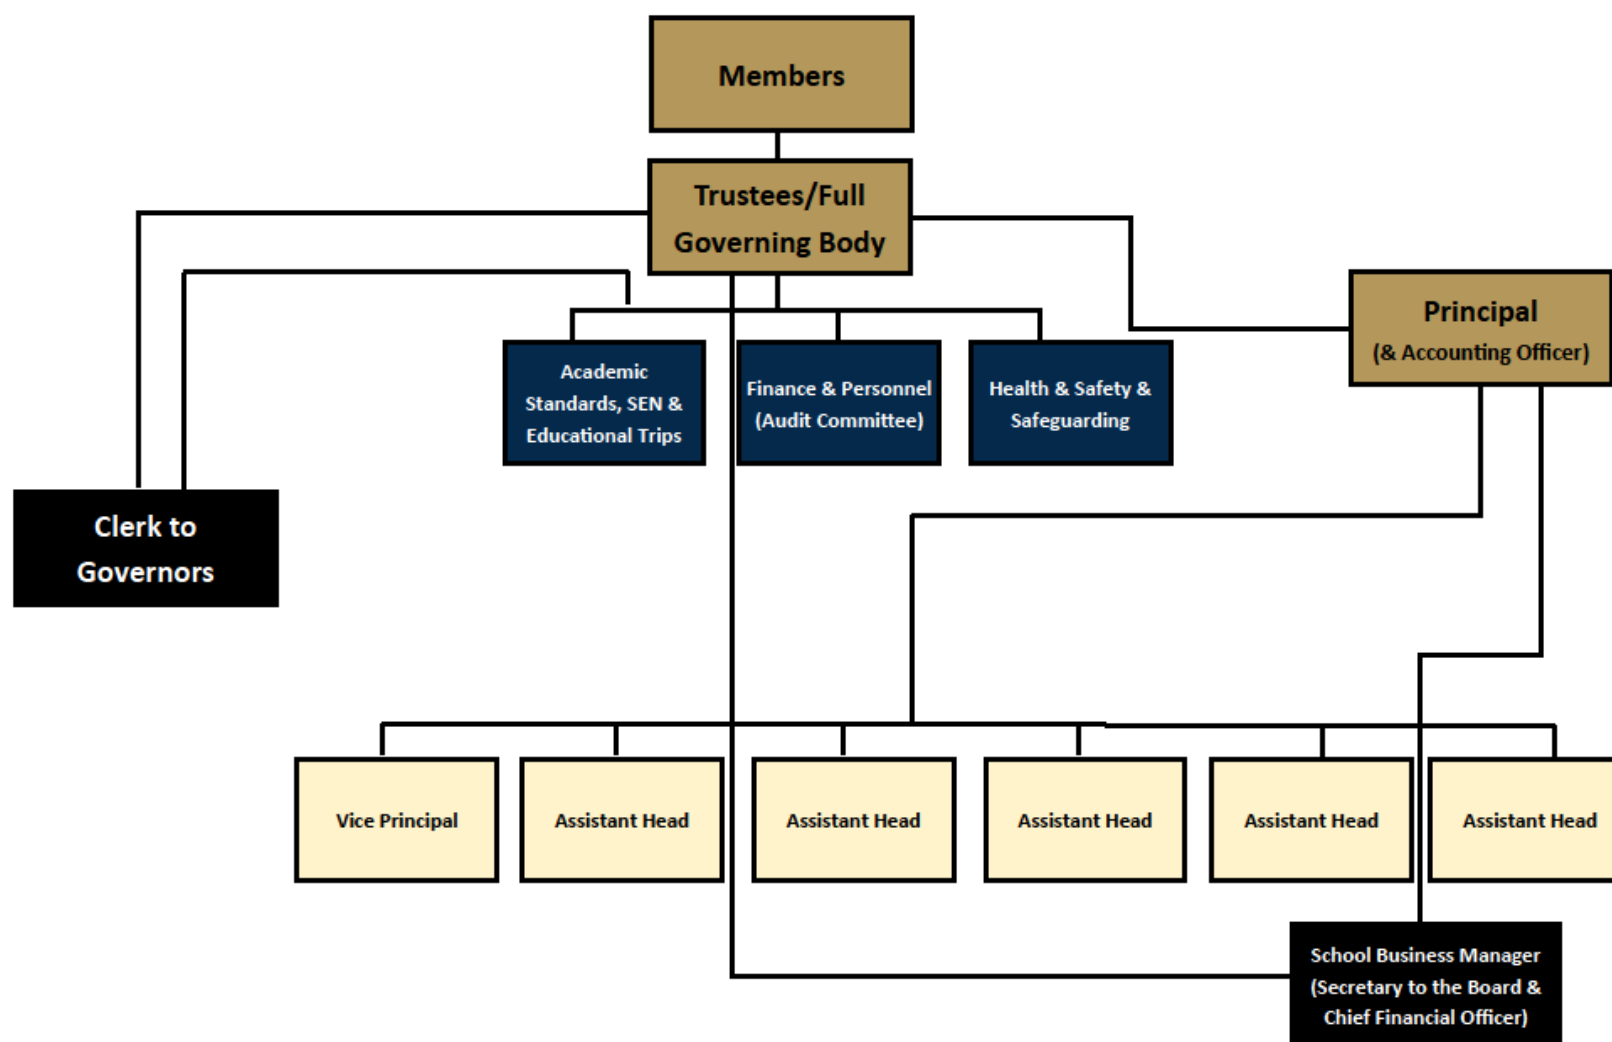 Members
Trustees/Full
Governing Body
Principal
(& Accounting Officer)
Academic
Standards, SEN &
Educational Trips
Finance & Personnel
(Audit Committee)
Health & Safety &
Safeguarding
Clerk to
Governors
Vice Principal
Assistant Head
Assistant Head
Assistant Head
Assistant Head
Assistant Head
School Business Manager
(Secretary to the Board &
Chief Financial Officer)